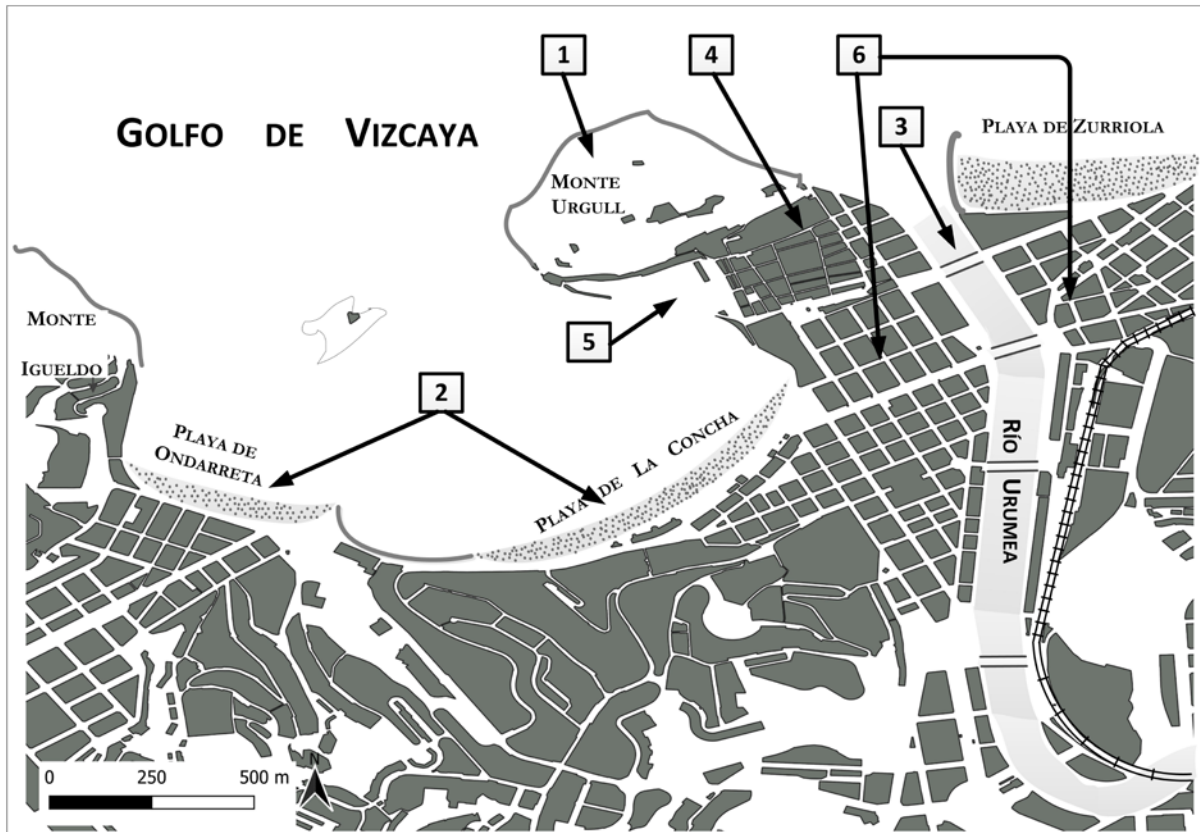 1
4
6
GOLFO DE VIZCAYA
3
PLAYA DE ZURRIOLA
MONTE
URGULL
MONTE
IGUELDO
5
2
PLAYA DE
ONDARRETA
PLAYA DE LA CONCHA
RÍO URUMEA
0 250 500 m
N